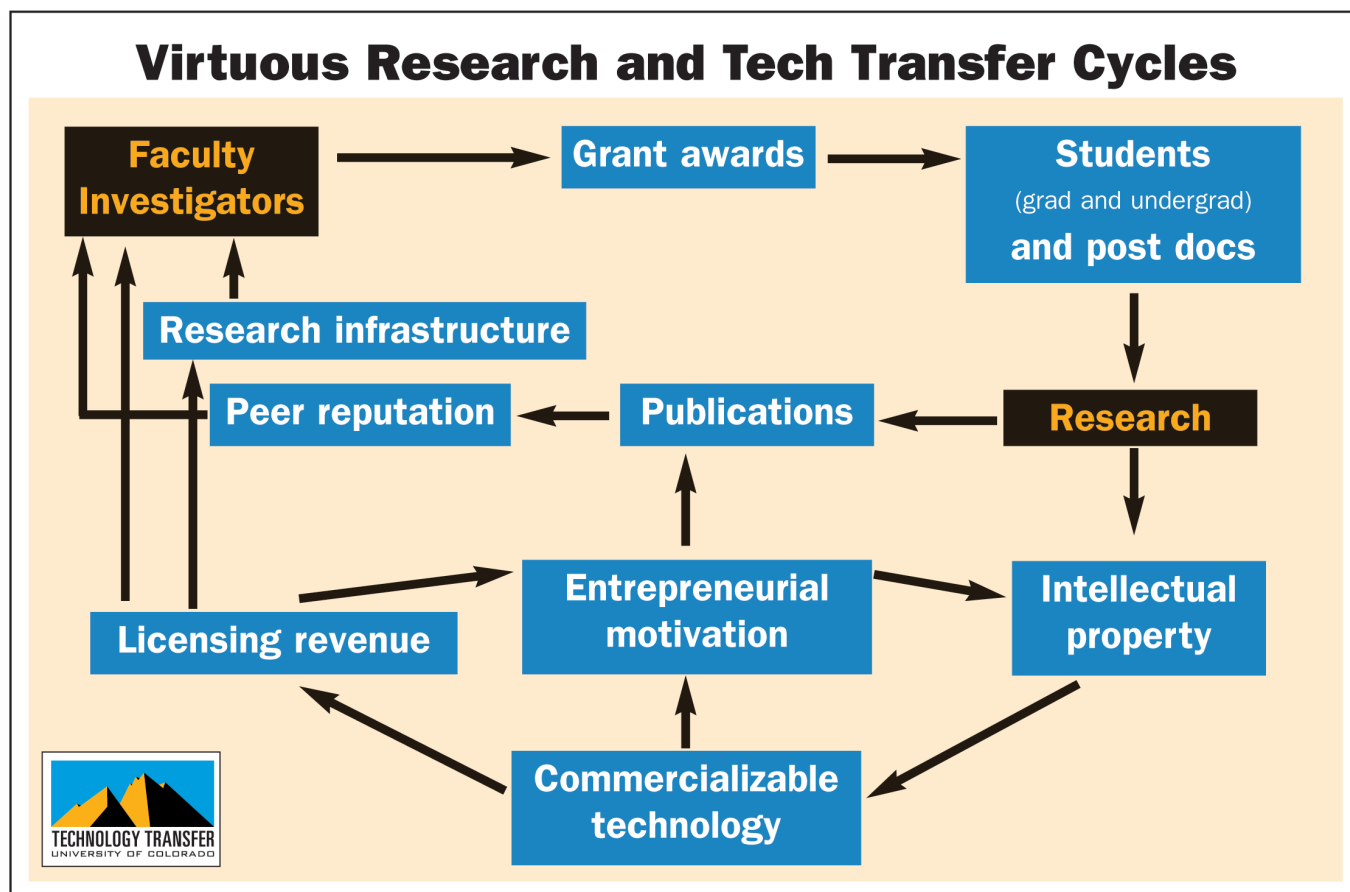 Virtuous Research and Tech Transfer Cycles
Faculty
Investigators
Grant awards
Students
(grad and undergrad)
and post docs
Research infrastructure
Peer reputation
Publications
Research
Licensing revenue
Entrepreneurial
motivation
Intellectual
property
Commercializable
technology
TECHNOLOGY TRANSFER
UNIVERSITY OF COLORADO